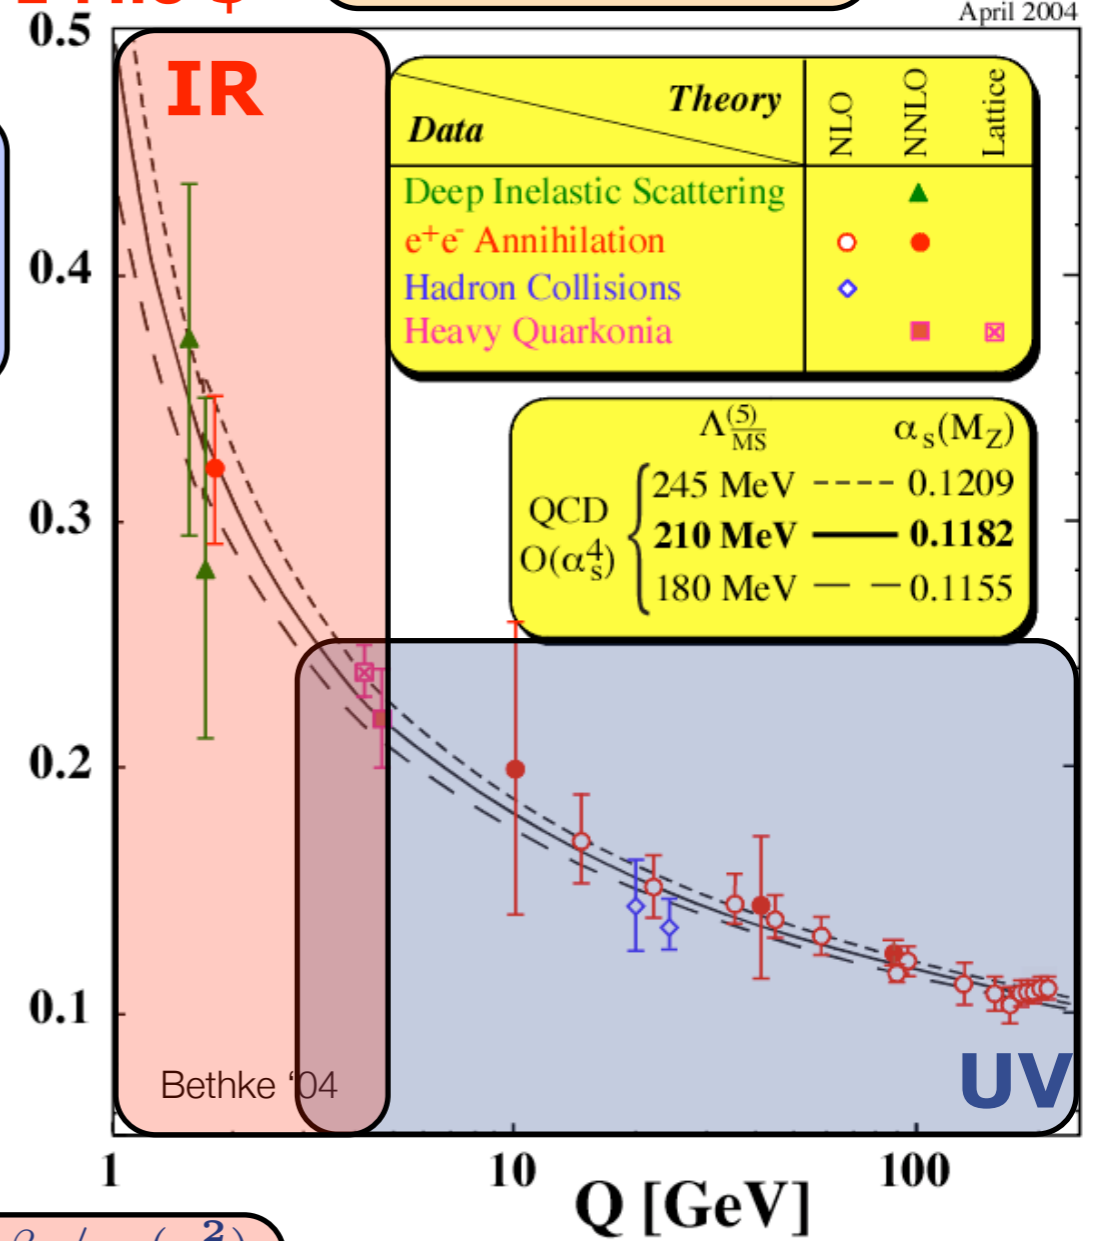 April 2004
0.5
IR
Theory
Data
NLO
NNLO
Lattice
Deep Inelastic Scattering
e⁺e⁻ Annihilation
Hadron Collisions
0.4
Heavy Quarkonia
Λ(5)MS αs(MZ)
QCD
O(αs⁴)
245 MeV 0.1209
210 MeV 0.1182
180 MeV 0.1155
0.3
0.2
0.1
Bethke ‘04
UV
1 10 100
Q [GeV]